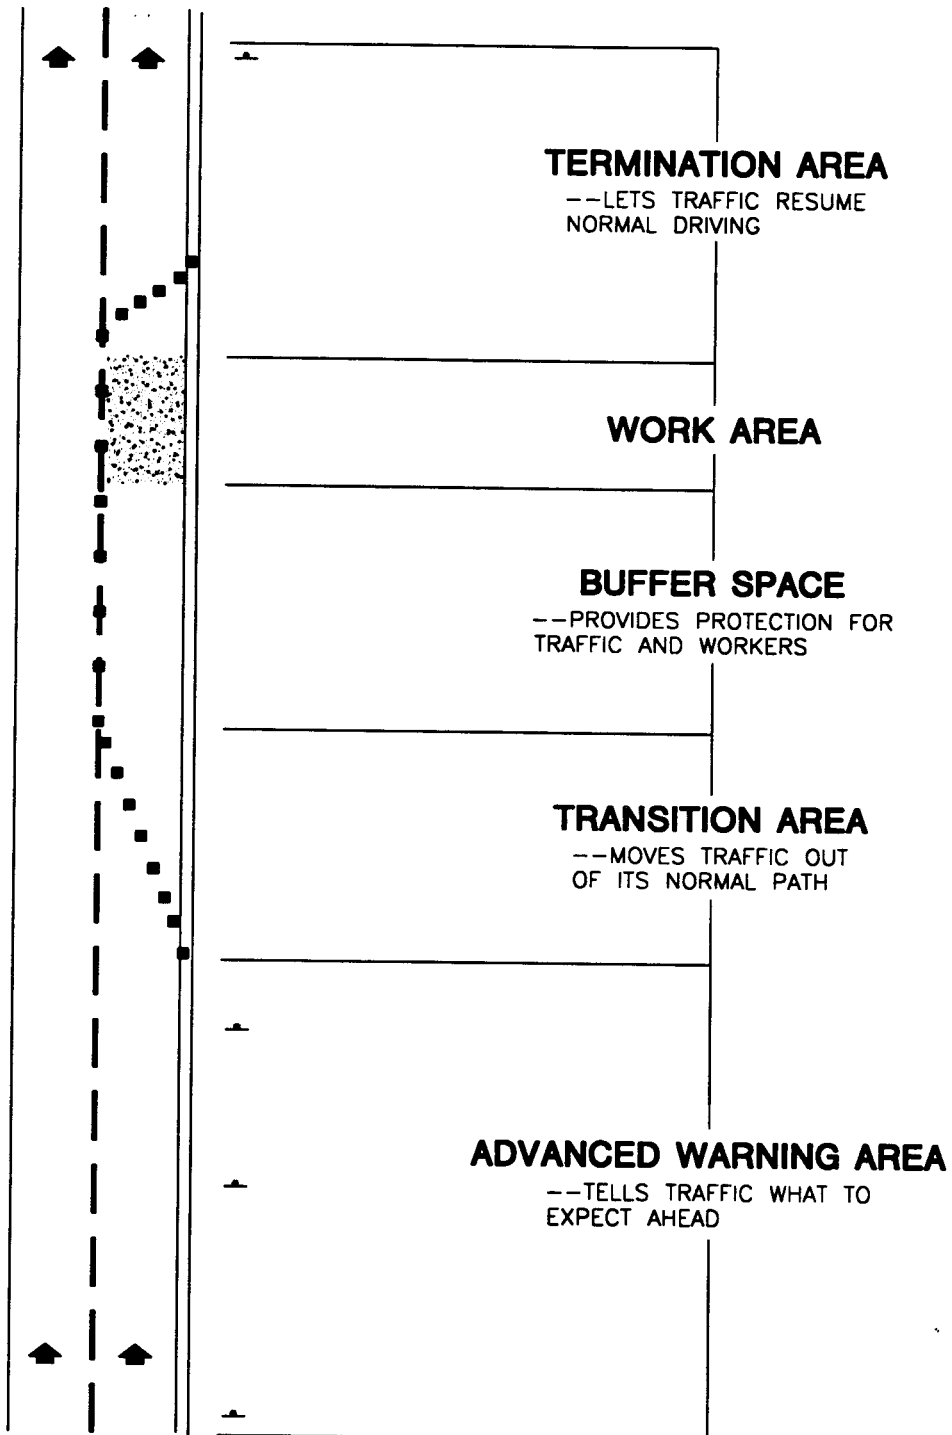 TERMINATION AREA
--LETS TRAFFIC RESUME
NORMAL DRIVING
WORK AREA
BUFFER SPACE
--PROVIDES PROTECTION FOR
TRAFFIC AND WORKERS
TRANSITION AREA
--MOVES TRAFFIC OUT
OF ITS NORMAL PATH
ADVANCED WARNING AREA
--TELLS TRAFFIC WHAT TO
EXPECT AHEAD